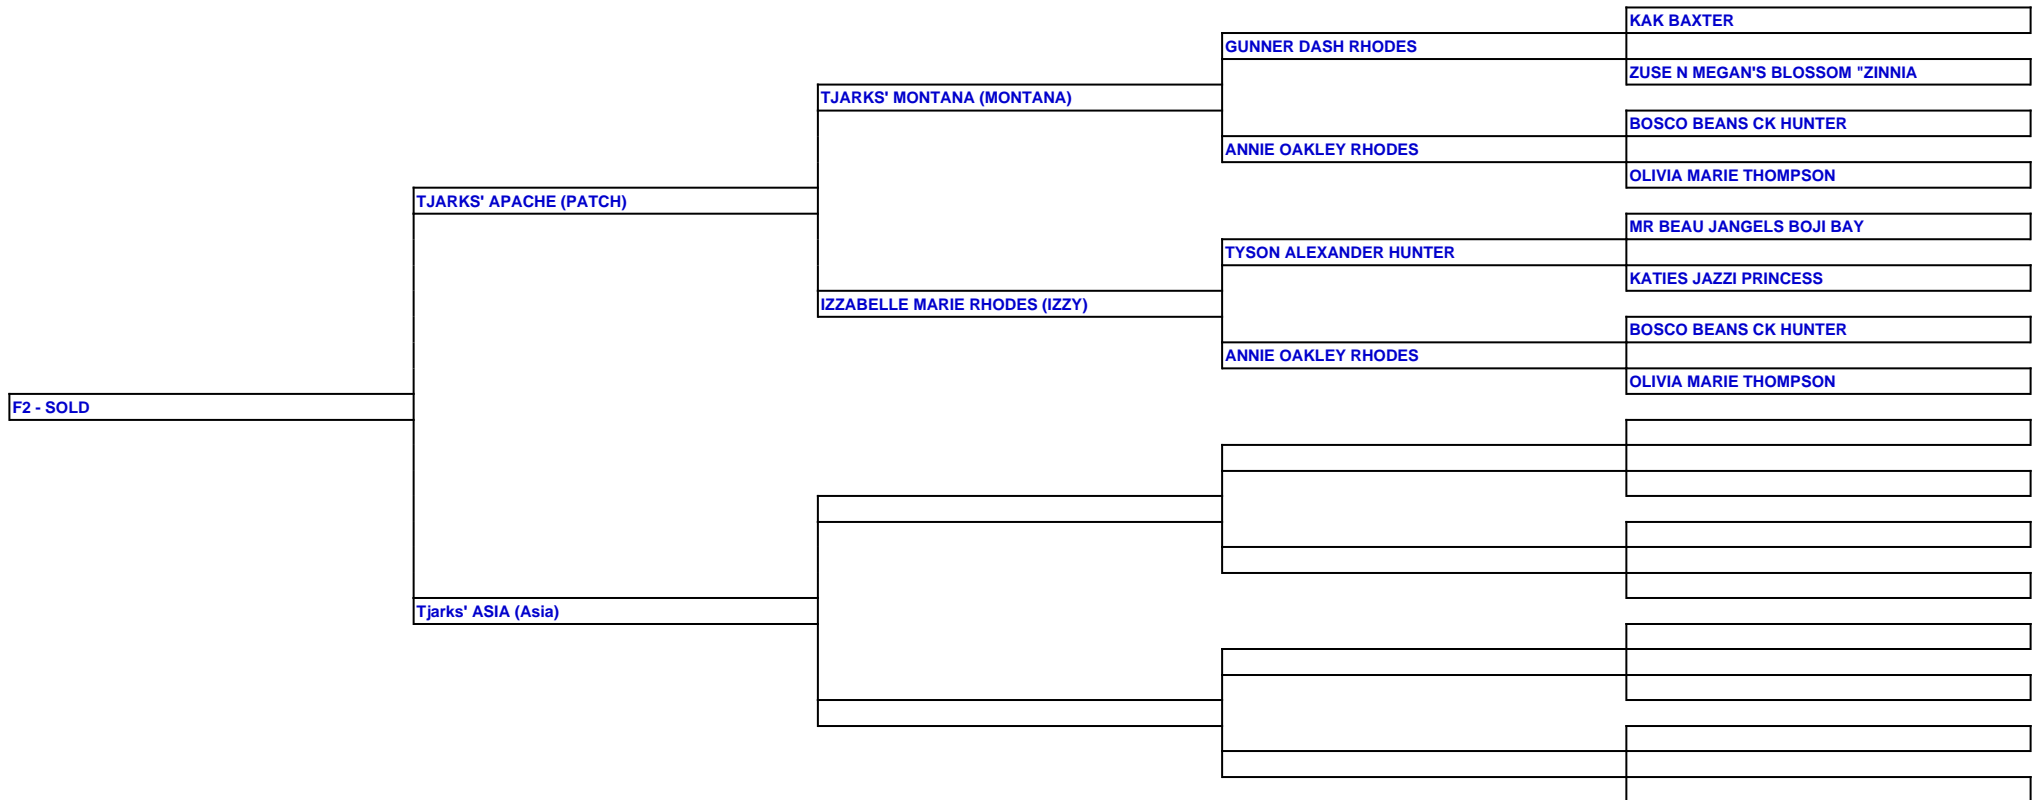 KAK BAXTER
GUNNER DASH RHODES
ZUSE N MEGAN'S BLOSSOM "ZINNIA
TJARKS' MONTANA (MONTANA)
BOSCO BEANS CK HUNTER
ANNIE OAKLEY RHODES
OLIVIA MARIE THOMPSON
TJARKS' APACHE (PATCH)
MR BEAU JANGELS BOJI BAY
TYSON ALEXANDER HUNTER
KATIES JAZZI PRINCESS
IZZABELLE MARIE RHODES (IZZY)
BOSCO BEANS CK HUNTER
ANNIE OAKLEY RHODES
OLIVIA MARIE THOMPSON
F2 - SOLD
Tjarks' ASIA (Asia)